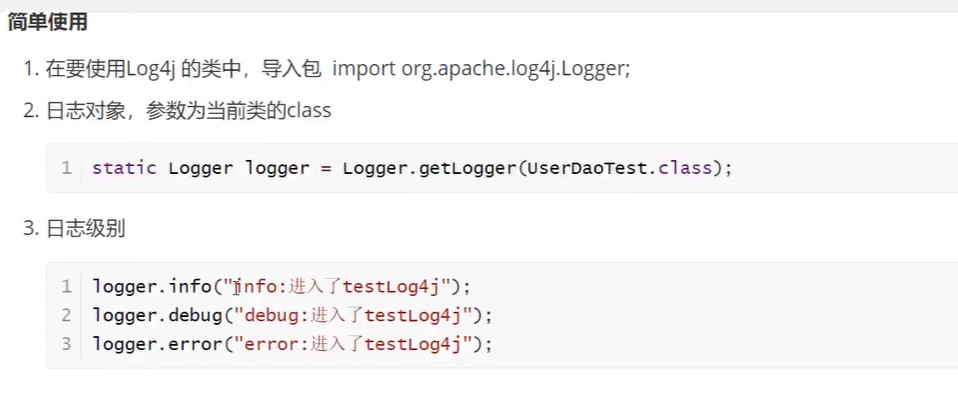 简单使用
1. 在要使用Log4j 的类中，导入包 import org.apache.log4j.Logger;
2. 日志对象，参数为当前类的class
1 static Logger logger = Logger.getLogger(UserDaoTest.class);
3. 日志级别
1 logger.info("info:进入了testLog4j");
2 logger.debug("debug:进入了testLog4j");
3 logger.error("error:进入了testLog4j");